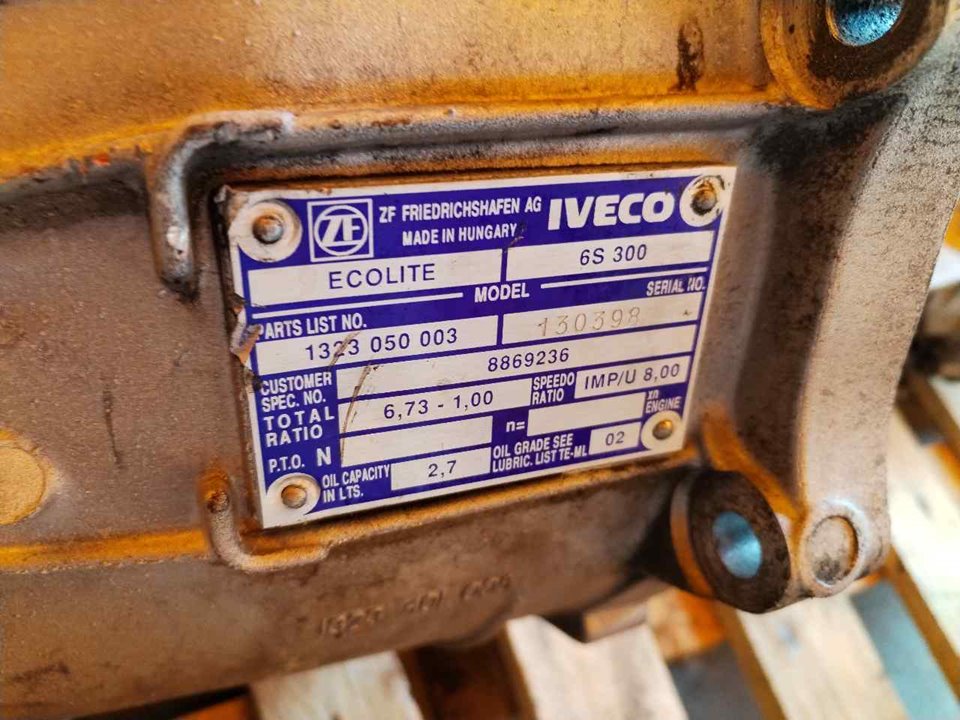 ZF
ZF FRIEDRICHSHAFEN AG IVECO
MADE IN HUNGARY
ECOLITE 6S 300
MODEL SERIAL NO.
PARTS LIST NO. 130398
1323 050 003
CUSTOMER SPEC. NO. 8869236
TOTAL RATIO 6,73 - 1,00 SPEEDO RATIO IMP/U 8,00
P.T.O. N n= xn ENGINE
OIL CAPACITY IN LTS. 2,7 OIL GRADE SEE LUBRIC. LIST TE-ML 02